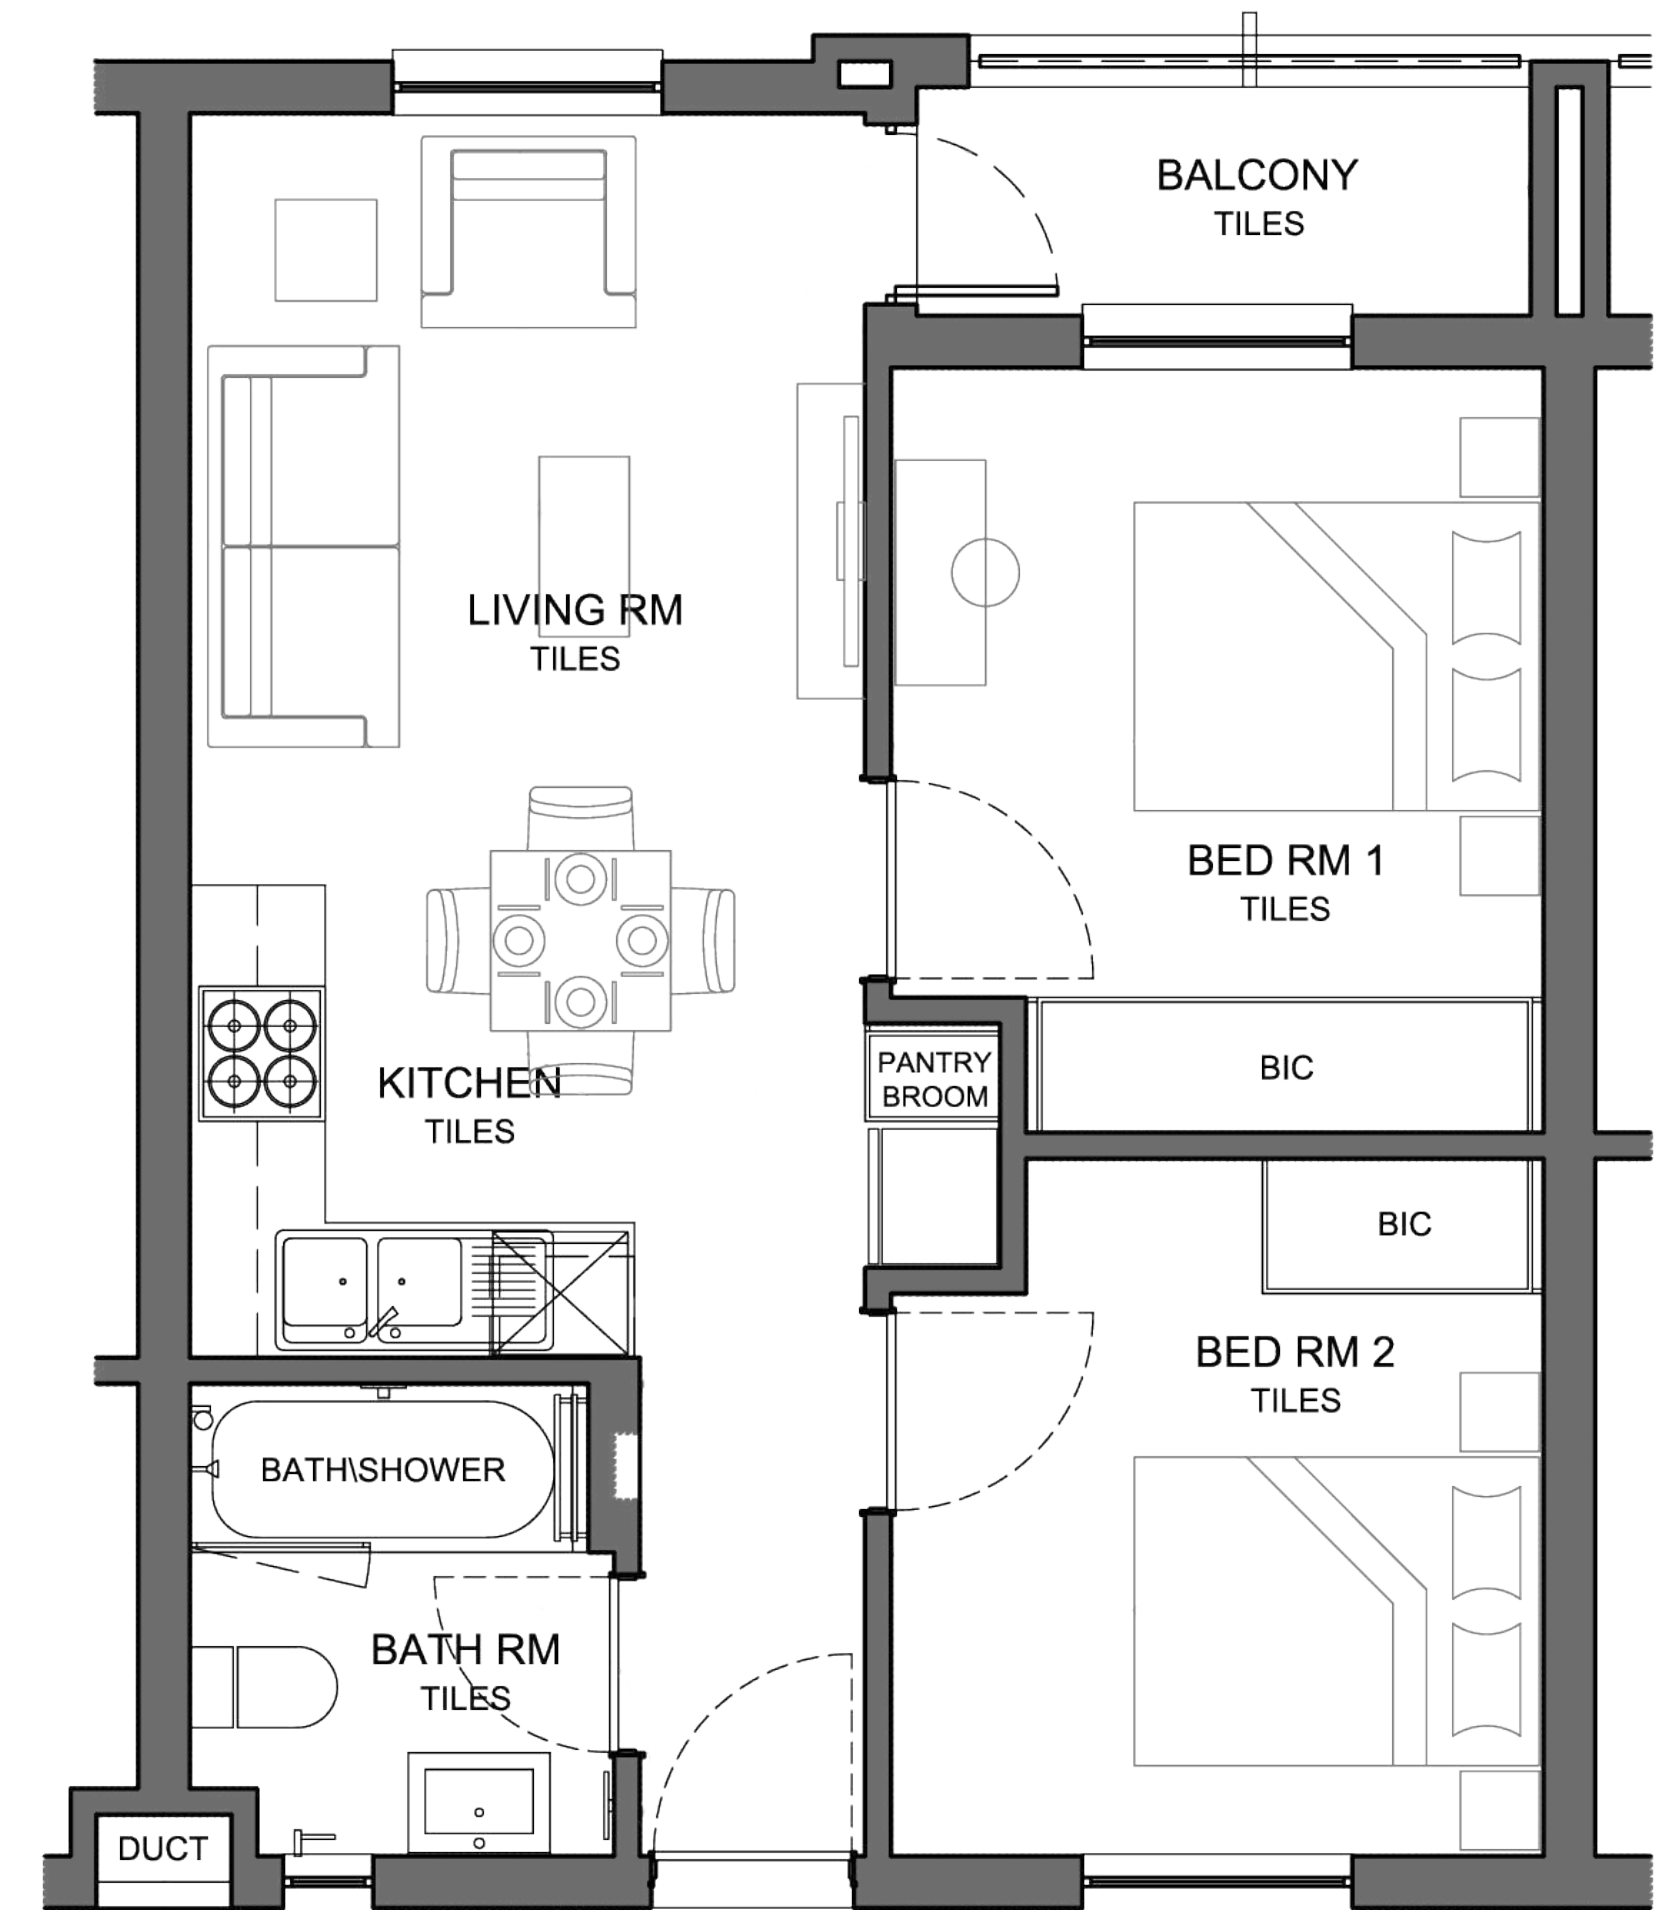 BALCONY
TILES
LIVING RM
TILES
BED RM 1
TILES
PANTRY
BROOM
BIC
KITCHEN
TILES
BIC
BED RM 2
TILES
BATH\SHOWER
BATH RM
TILES
DUCT